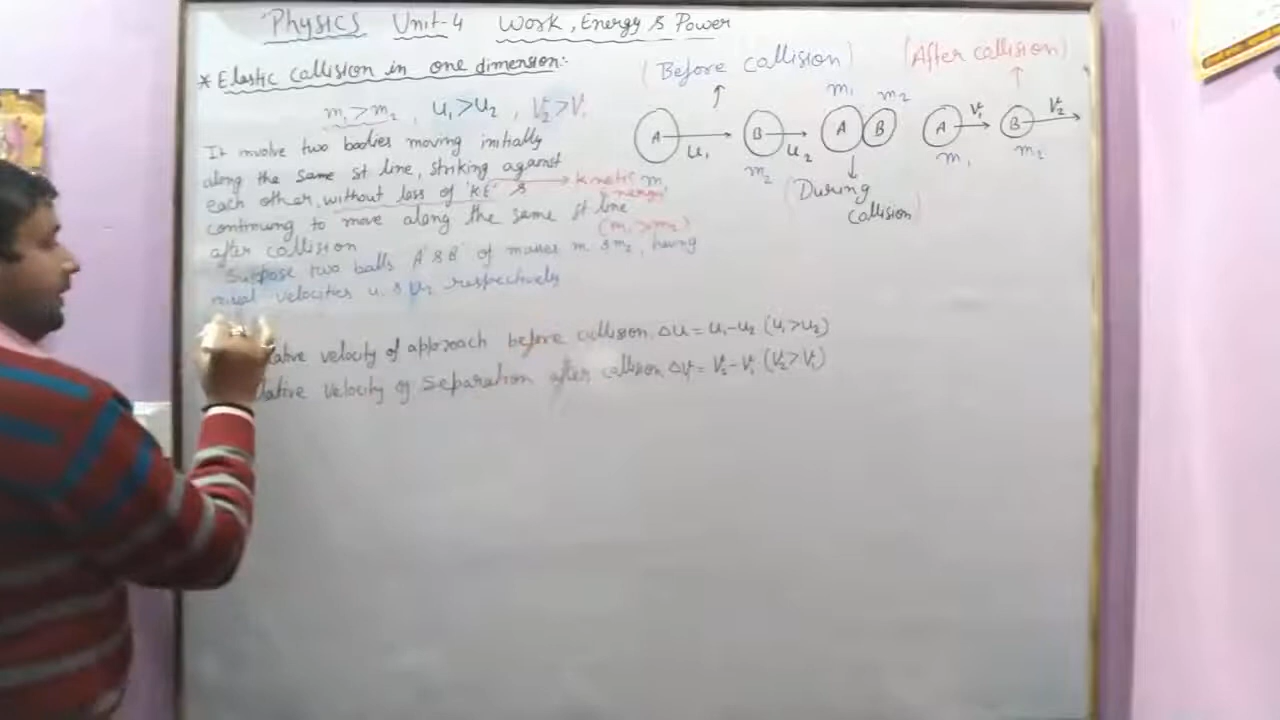 Physics Unit-4 Work, Energy & Power
* Elastic Collision in one dimension:-
m₁>m₂, u₁>u₂, V₂>V₁
It involve two bodies moving initially
along the same st line, striking against
each other, without loss of 'KE' &
→ kinetic energy
continuing to move along the same st line
after collision
(m₁>m₂)
Suppose two balls A & B of masses m₁ & m₂, having
velocities u₁ & u₂ respectively
velocity of approach before collision Δu = u₁-u₂ (u₁>u₂)
velocity of separation after collision ΔV = V₂-V₁ (V₂>V₁)
(Before collision)
A u₁ B u₂
m m₂
m₁ m₂
A B
(During collision)
(After collision)
A V₁ B V₂
m₁ m₂